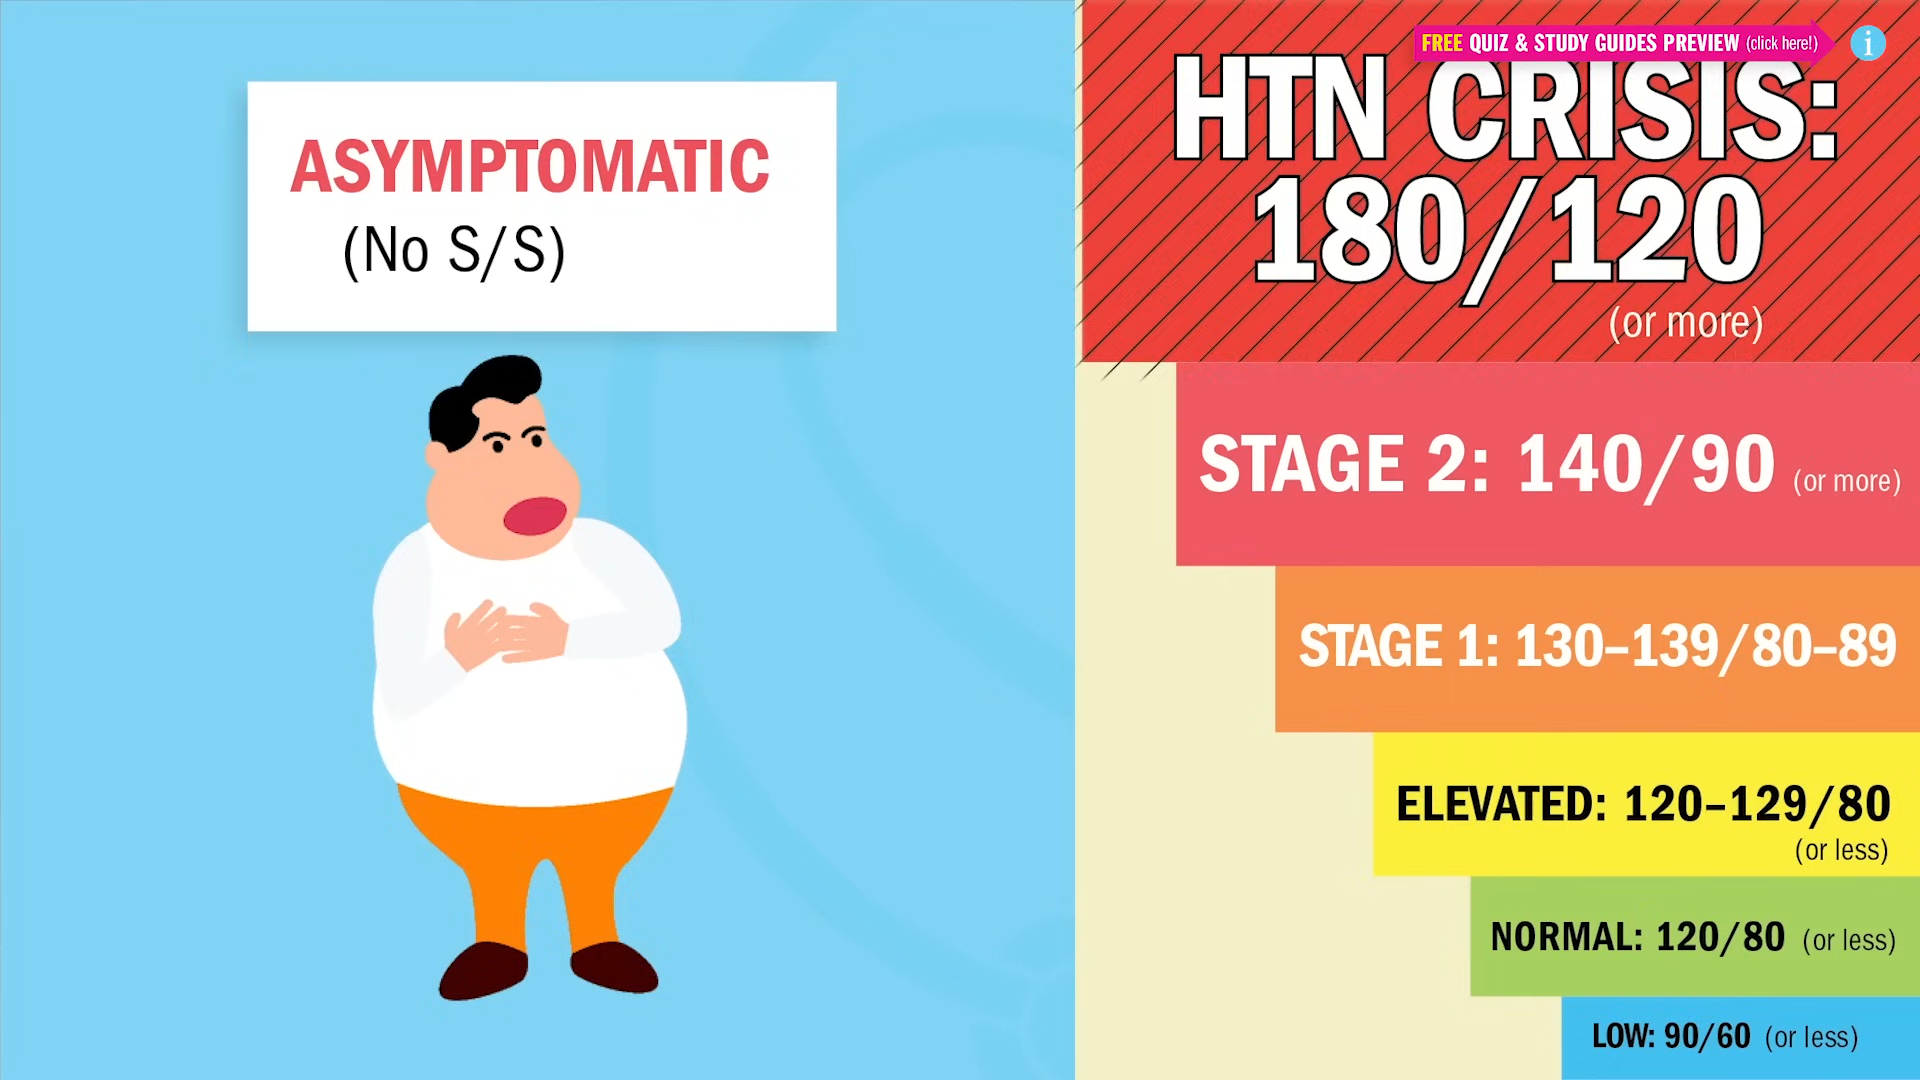 ASYMPTOMATIC
(No S/S)
FREE QUIZ & STUDY GUIDES PREVIEW (click here!) i
HTN CRISIS:
180/120
(or more)
STAGE 2: 140/90 (or more)
STAGE 1: 130–139/80–89
ELEVATED: 120–129/80
(or less)
NORMAL: 120/80 (or less)
LOW: 90/60 (or less)